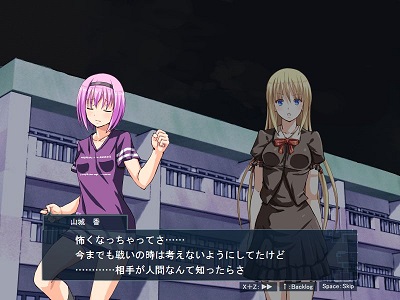 山城 香
怖くなっちゃってさ……
今までも戦いの時は考えないようにしてたけど
…………相手が人間なんて知ったらさ
X+Z: ▶▶ ↑:Backlog Space: Skip